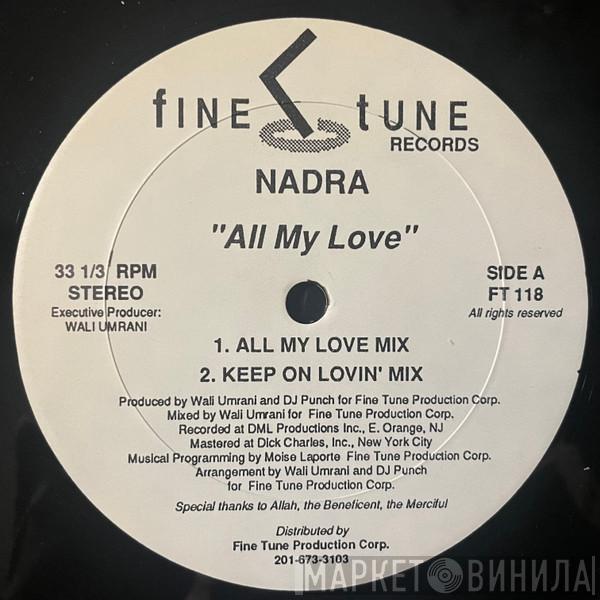 fINE tUNE
RECORDS
NADRA
"All My Love"
33 1/3 RPM
STEREO
Executive Producer:
WALI UMRANI
SIDE A
FT 118
All rights reserved
1. ALL MY LOVE MIX
2. KEEP ON LOVIN' MIX
Produced by Wali Umrani and DJ Punch for Fine Tune Production Corp.
Mixed by Wali Umrani for Fine Tune Production Corp.
Recorded at DML Productions Inc., E. Orange, NJ
Mastered at Dick Charles, Inc., New York City
Musical Programming by Moise Laporte Fine Tune Production Corp.
Arrangement by Wali Umrani and DJ Punch
for Fine Tune Production Corp.
Special thanks to Allah, the Beneficent, the Merciful
Distributed by
Fine Tune Production Corp.
201-673-3103
МАРКЕТ ВИНИЛА